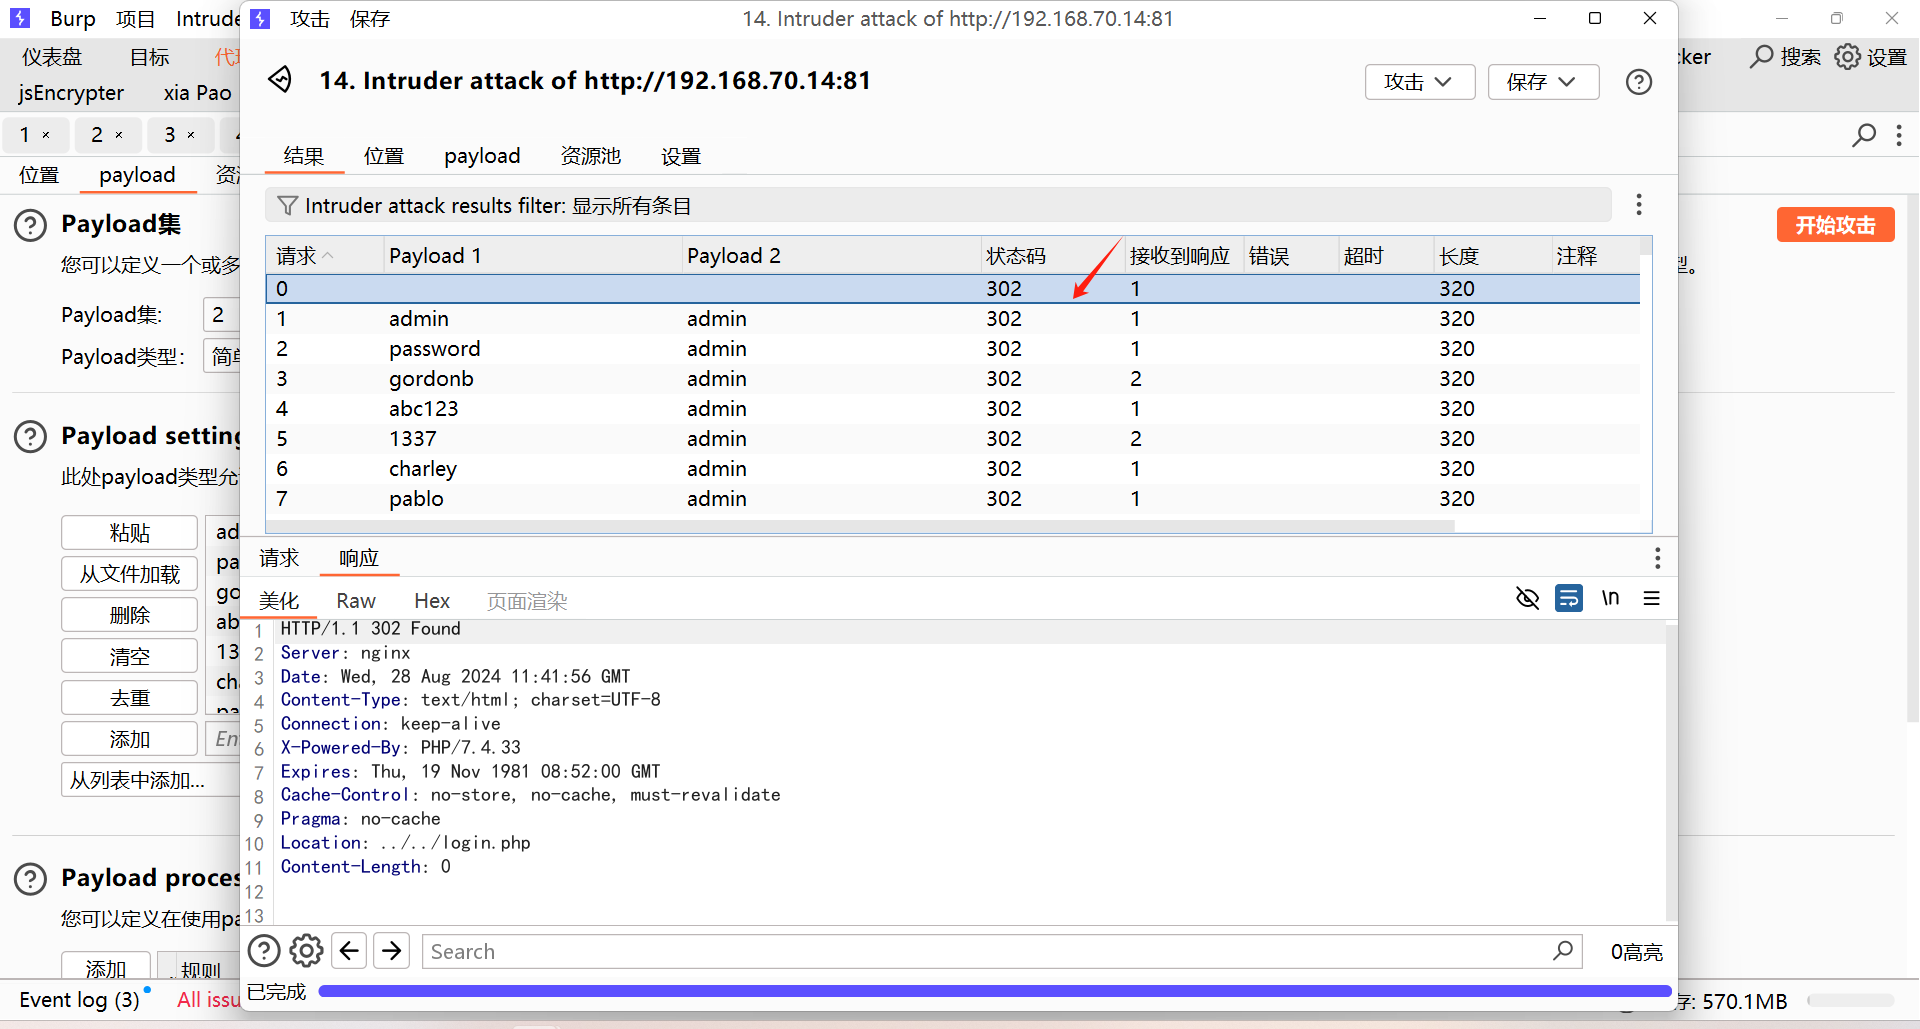 Burp 项目 Intrude
攻击 保存 14. Intruder attack of http://192.168.70.14:81
仪表盘 目标 代 ker 搜索 设置
14. Intruder attack of http://192.168.70.14:81 攻击 保存
jsEncrypter xia Pao
1 × 2 × 3 × 4
结果 位置 payload 资源池 设置
位置 payload 资
Intruder attack results filter: 显示所有条目
Payload集 开始攻击
您可以定义一个或多 型。
请求 Payload 1 Payload 2 状态码 接收到响应 错误 超时 长度 注释
0 302 1 320
1 admin admin 302 1 320
2 password admin 302 1 320
3 gordonb admin 302 2 320
4 abc123 admin 302 1 320
5 1337 admin 302 2 320
6 charley admin 302 1 320
7 pablo admin 302 1 320
Payload集: 2
Payload类型: 简单
Payload setting
此处payload类型允
粘贴 ad
从文件加载 pa
删除 go
清空 ab
去重 13
添加 cha
从列表中添加... pa
En
请求 响应
美化 Raw Hex 页面渲染 \n
1 HTTP/1.1 302 Found
2 Server: nginx
3 Date: Wed, 28 Aug 2024 11:41:56 GMT
4 Content-Type: text/html; charset=UTF-8
5 Connection: keep-alive
6 X-Powered-By: PHP/7.4.33
7 Expires: Thu, 19 Nov 1981 08:52:00 GMT
8 Cache-Control: no-store, no-cache, must-revalidate
9 Pragma: no-cache
10 Location: ../../login.php
11 Content-Length: 0
12
13
Payload proces
您可以定义在使用pa
添加 规则
Search 0高亮
已完成
Event log (3) All issu 存: 570.1MB